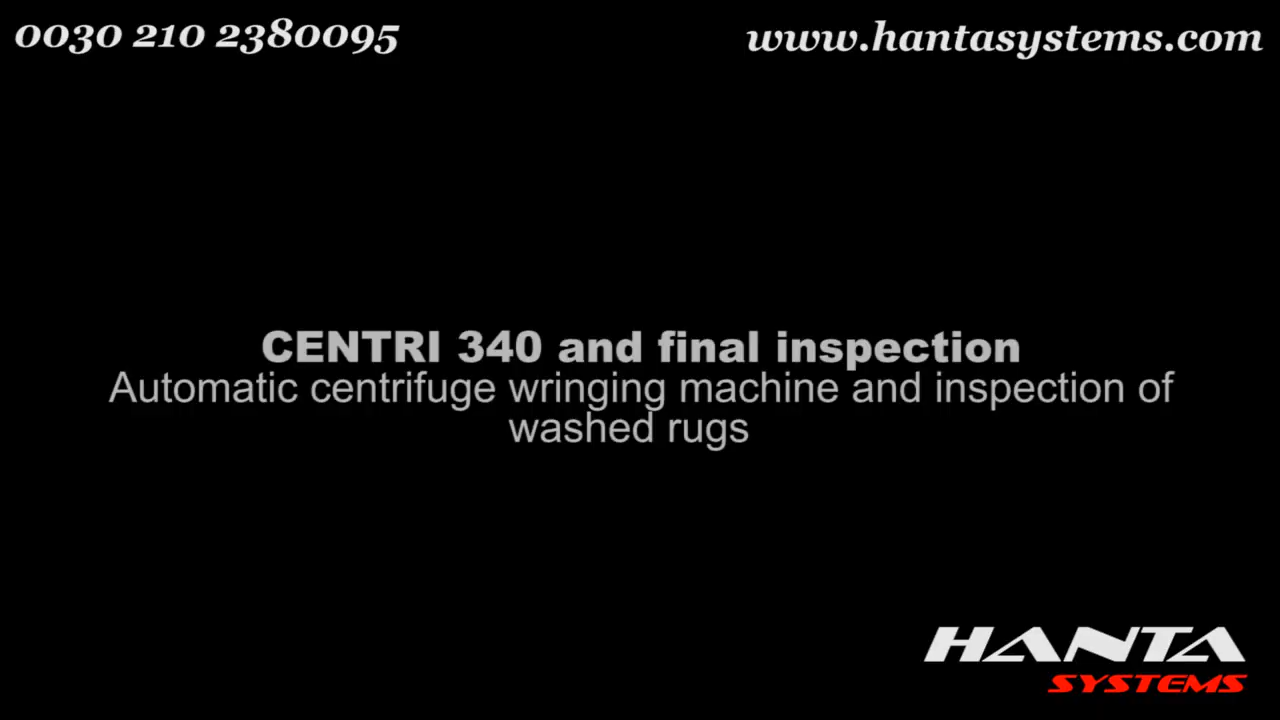 0030 210 2380095
www.hantasystems.com
CENTRI 340 and final inspection
Automatic centrifuge wringing machine and inspection of
washed rugs
HANTA
SYSTEMS